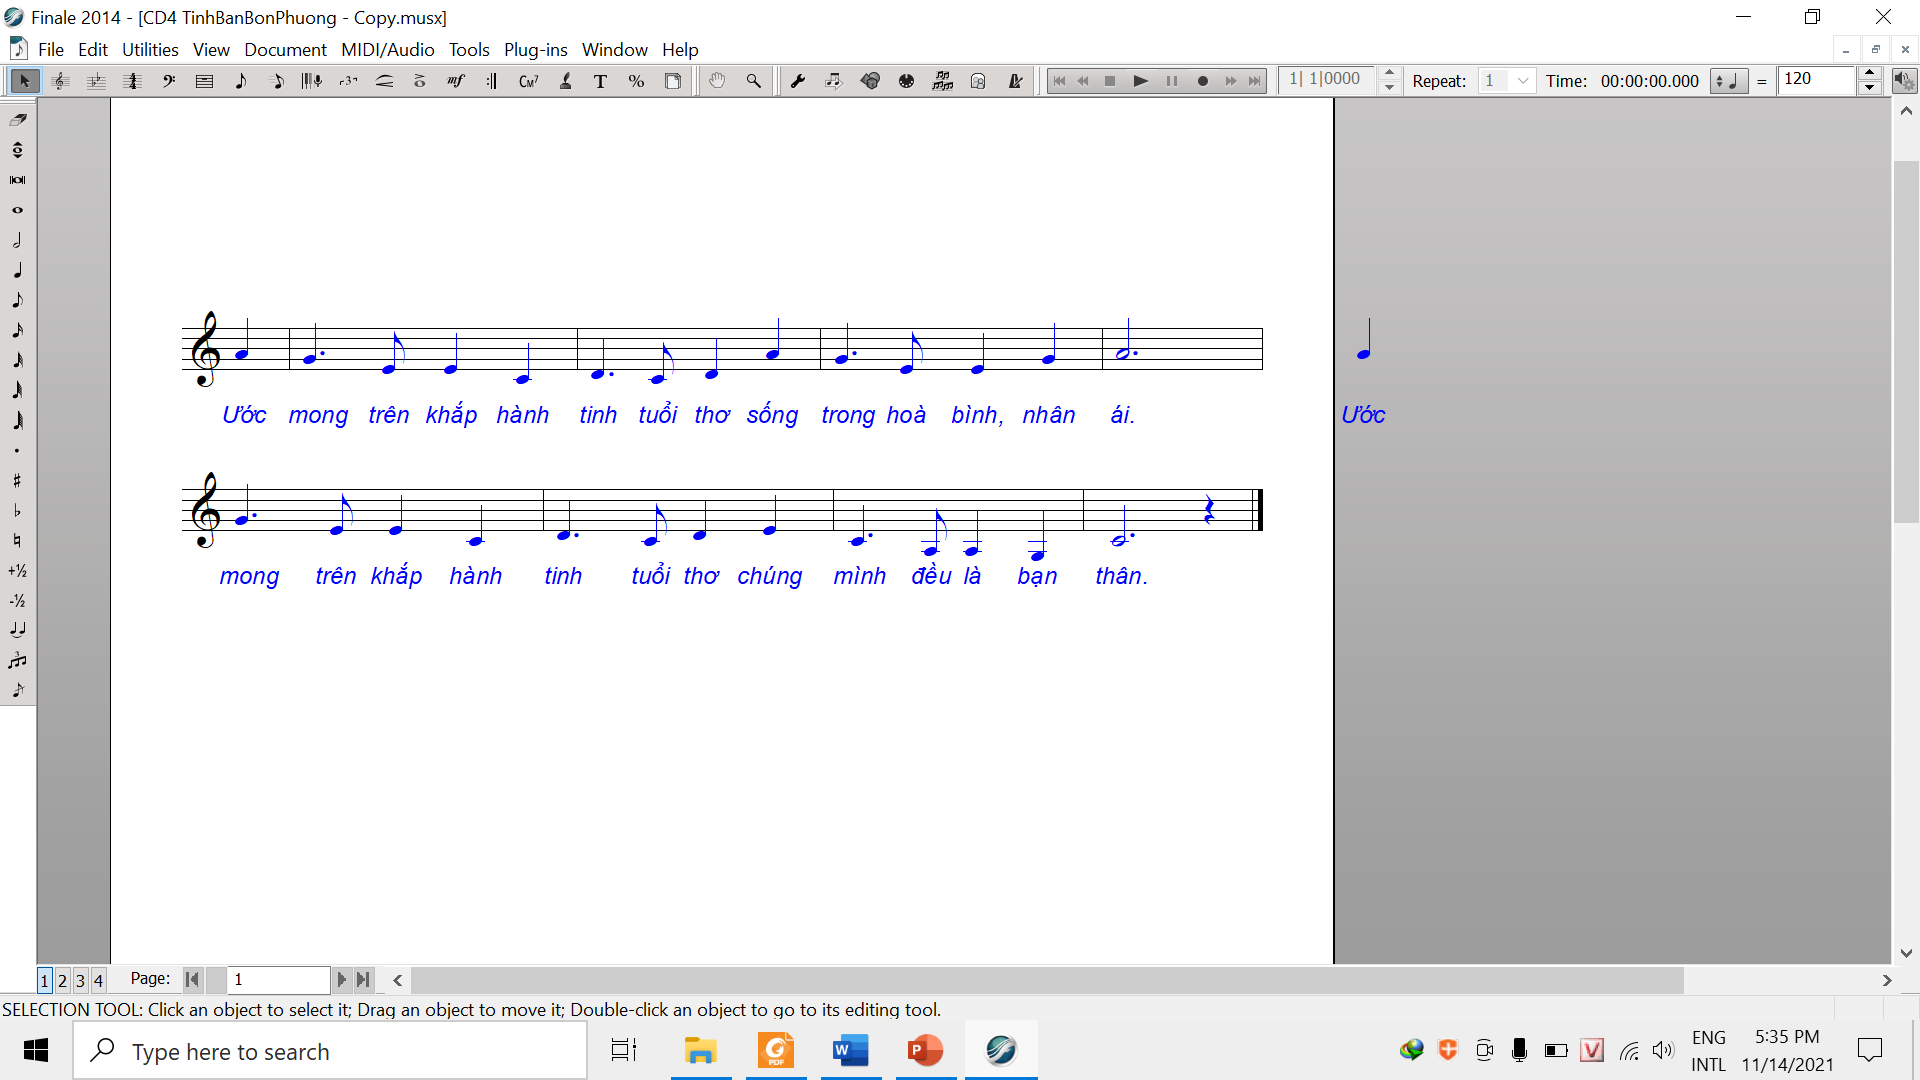 Finale 2014 - [CD4 TinhBanBonPhuong - Copy.musx]
File Edit Utilities View Document MIDI/Audio Tools Plug-ins Window Help
1| 1|0000 Repeat: 1 Time: 00:00:00.000 = 120
Ước mong trên khắp hành tinh tuổi thơ sống trong hoà bình, nhân ái. Ước
mong trên khắp hành tinh tuổi thơ chúng mình đều là bạn thân.
1 2 3 4 Page: 1
SELECTION TOOL: Click an object to select it; Drag an object to move it; Double-click an object to go to its editing tool.
Type here to search
ENG 5:35 PM
INTL 11/14/2021